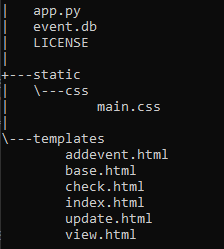 |   app.py
|   event.db
|   LICENSE
|
+---static
|   \---css
|           main.css
|
\---templates
        addevent.html
        base.html
        check.html
        index.html
        update.html
        view.html